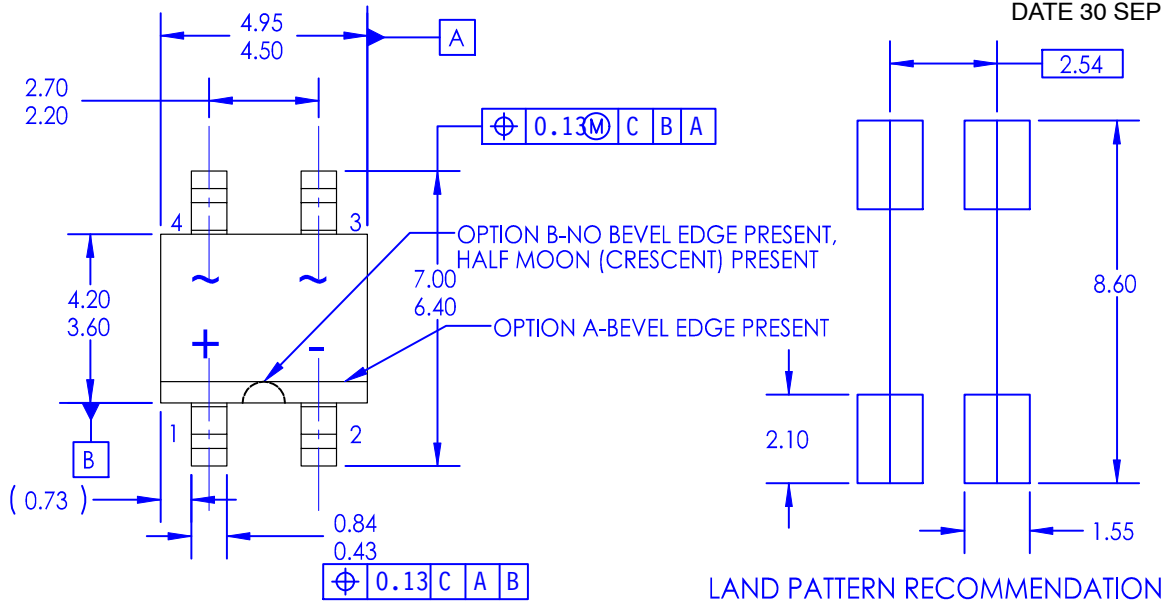 DATE 30 SEP
4.95
4.50
A
2.54
2.70
2.20
⌖ 0.13Ⓜ C B A
4
3
OPTION B-NO BEVEL EDGE PRESENT,
HALF MOON (CRESCENT) PRESENT
~ ~
7.00
6.40
8.60
4.20
3.60
OPTION A-BEVEL EDGE PRESENT
+ -
1
2
2.10
B
( 0.73 )
0.84
0.43
1.55
⌖ 0.13 C A B
LAND PATTERN RECOMMENDATION